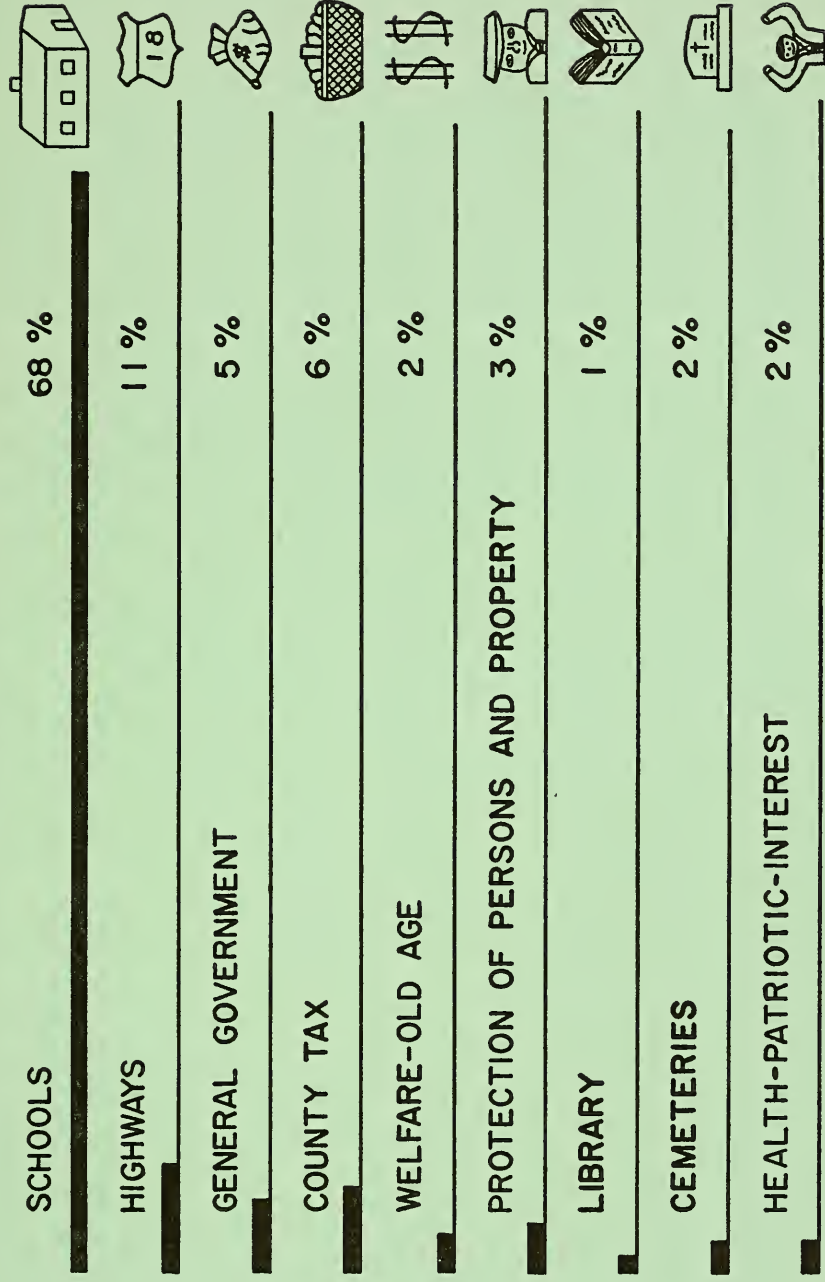 SCHOOLS 68 %
HIGHWAYS 11 %
18
GENERAL GOVERNMENT 5 %
$
COUNTY TAX 6 %
WELFARE-OLD AGE 2 %
$ $
PROTECTION OF PERSONS AND PROPERTY 3 %
LIBRARY 1 %
CEMETERIES 2 %
HEALTH-PATRIOTIC-INTEREST 2 %